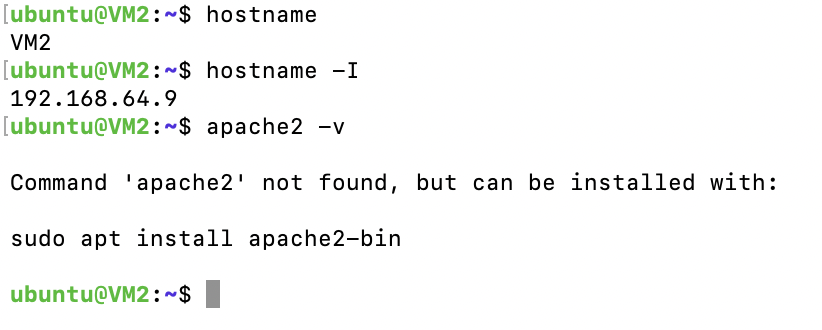 [ubuntu@VM2:~$ hostname
VM2
[ubuntu@VM2:~$ hostname -I
192.168.64.9
[ubuntu@VM2:~$ apache2 -v
Command 'apache2' not found, but can be installed with:
sudo apt install apache2-bin
ubuntu@VM2:~$